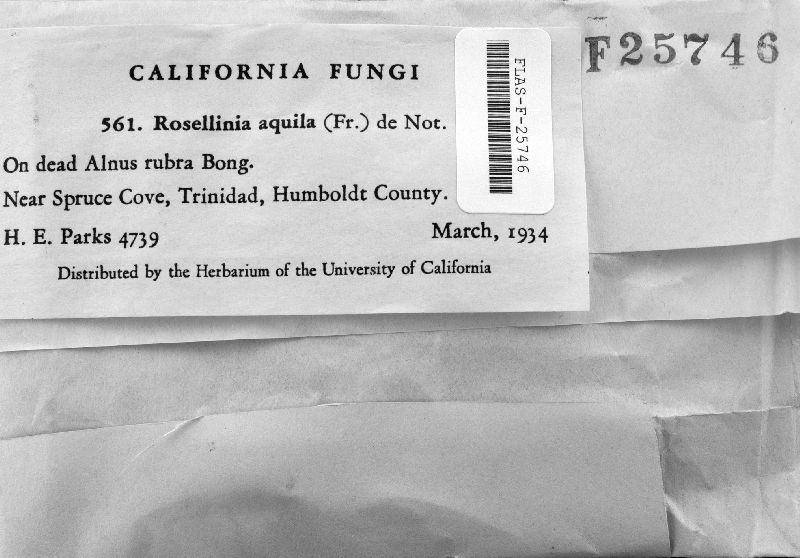 CALIFORNIA FUNGI
561. Rosellinia aquila (Fr.) de Not.
On dead Alnus rubra Bong.
Near Spruce Cove, Trinidad, Humboldt County.
H. E. Parks 4739 March, 1934
Distributed by the Herbarium of the University of California
FLAS-F-25746
F25746